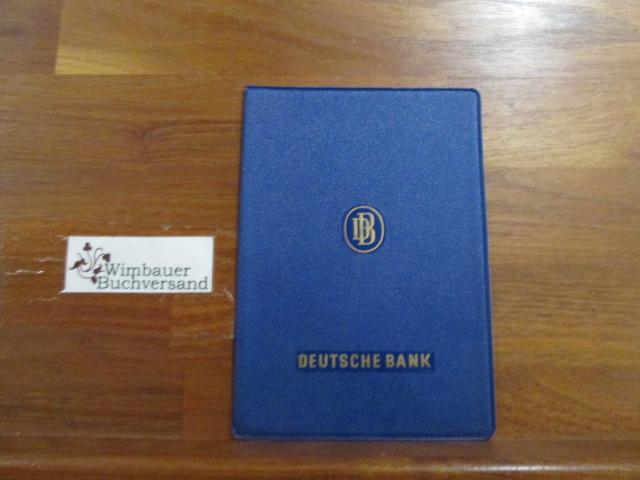 Wimbauer
Buchversand
DB
DEUTSCHE BANK